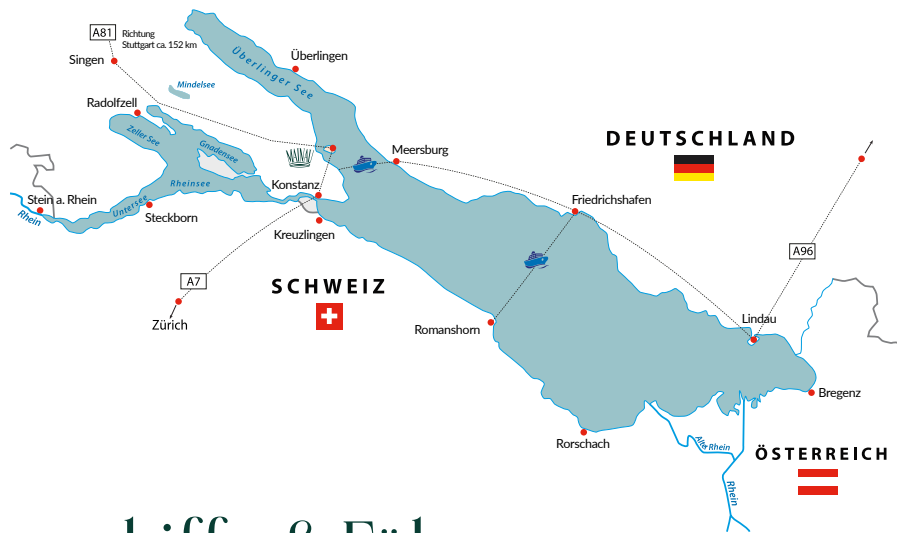 A81
Richtung
Stuttgart ca. 152 km
Singen
Überlingen
Überlinger See
Mindelsee
Radolfzell
Zeller See
Gnadensee
Meersburg
DEUTSCHLAND
Konstanz
Rheinsee
Friedrichshafen
Stein a. Rhein
Untersee
Rhein
Steckborn
Kreuzlingen
A96
A7
SCHWEIZ
Zürich
Romanshorn
Lindau
Bregenz
Rorschach
Alte Rhein
ÖSTERREICH
Rhein